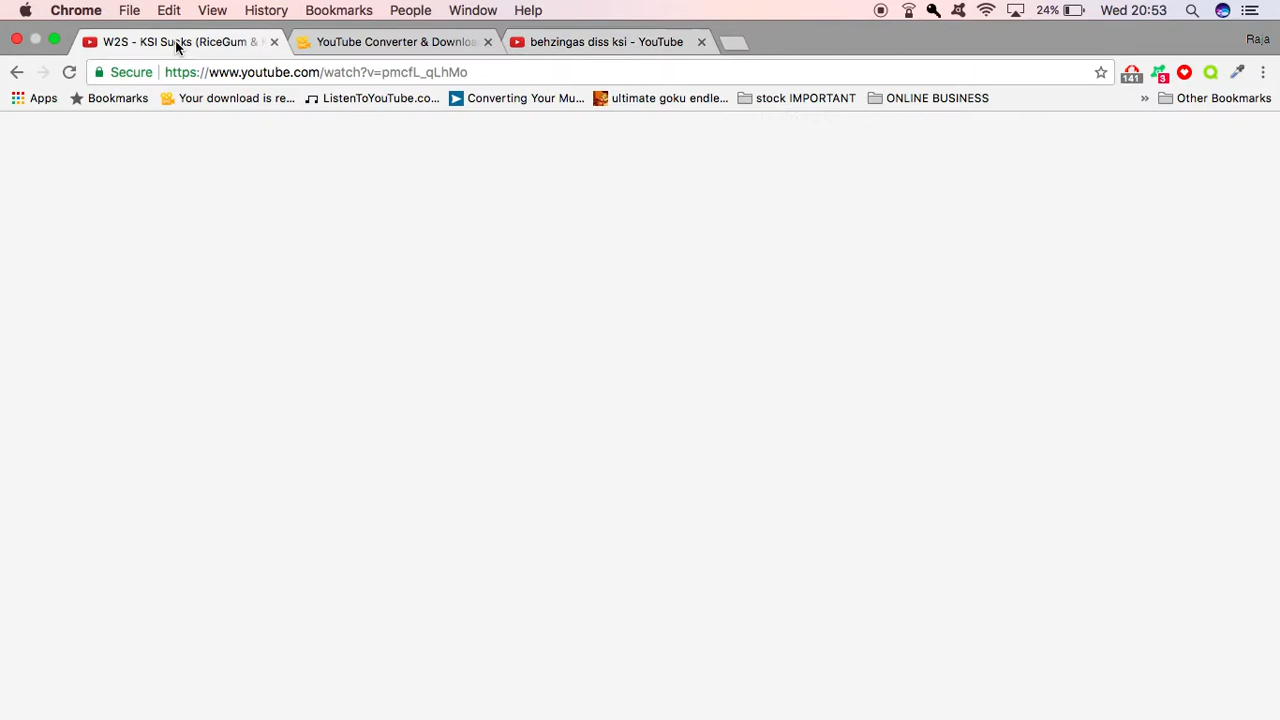 Chrome File Edit View History Bookmarks People Window Help 24% Wed 20:53
W2S - KSI Sucks (RiceGum & YouTube Converter & Downloa behzingas diss ksi - YouTube Raja
Secure https://www.youtube.com/watch?v=pmcfL_qLhMo 141 3
Apps Bookmarks Your download is re... ListenToYouTube.co... Converting Your Mu... ultimate goku endle... stock IMPORTANT ONLINE BUSINESS » Other Bookmarks